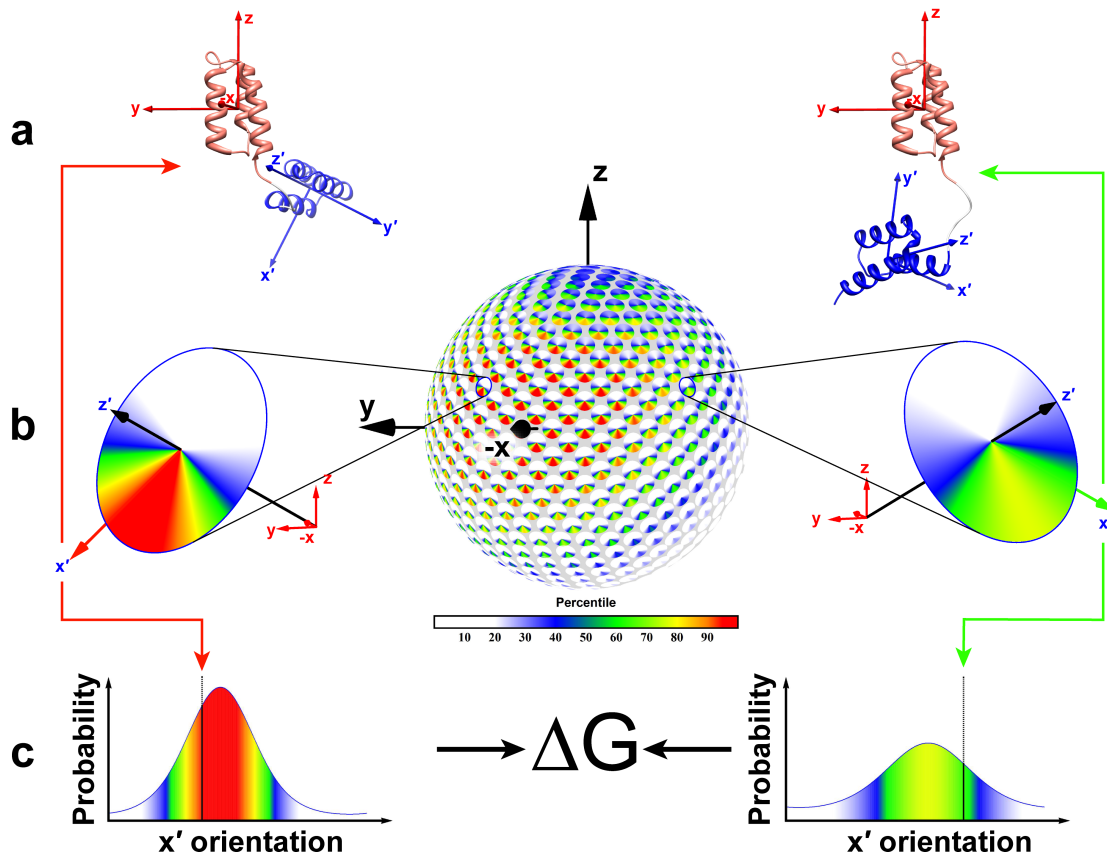 a
z
y
-x
z′
y′
x′
z
y
-x
y′
z′
x′
b
z
y
-x
z′
x′
z
y
-x
z′
x
z
y
-x
Percentile
10 20 30 40 50 60 70 80 90
c
Probability
x′ orientation
ΔG
Probability
x′ orientation